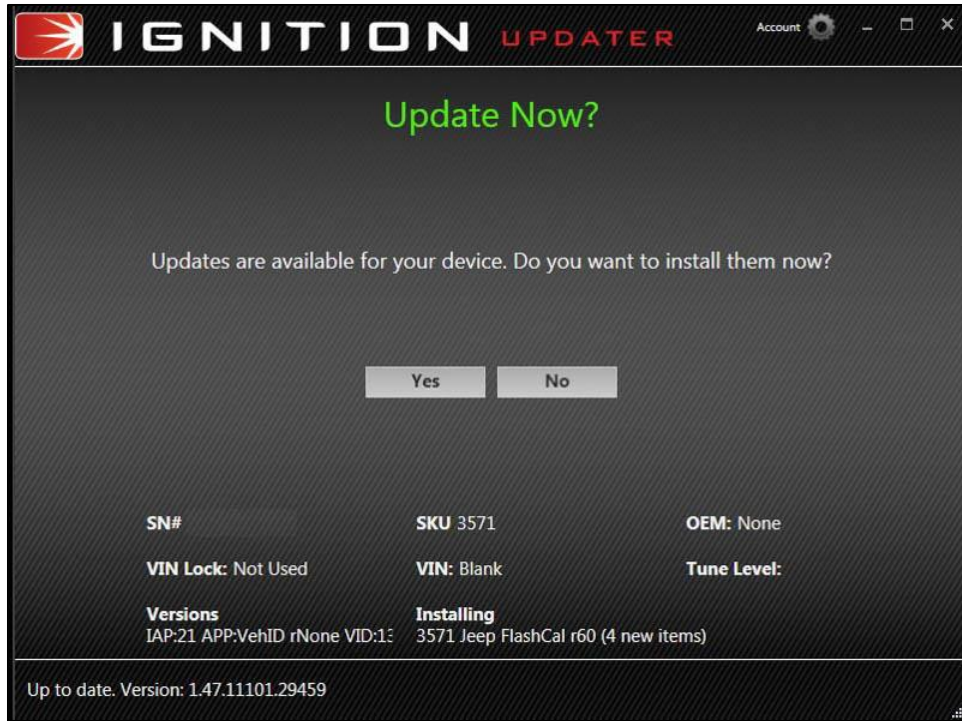 IGNITION UPDATER Account
Update Now?
Updates are available for your device. Do you want to install them now?
Yes No
SN# SKU 3571 OEM: None
VIN Lock: Not Used VIN: Blank Tune Level:
Versions Installing
IAP:21 APP:VehID rNone VID:13 3571 Jeep FlashCal r60 (4 new items)
Up to date. Version: 1.47.11101.29459